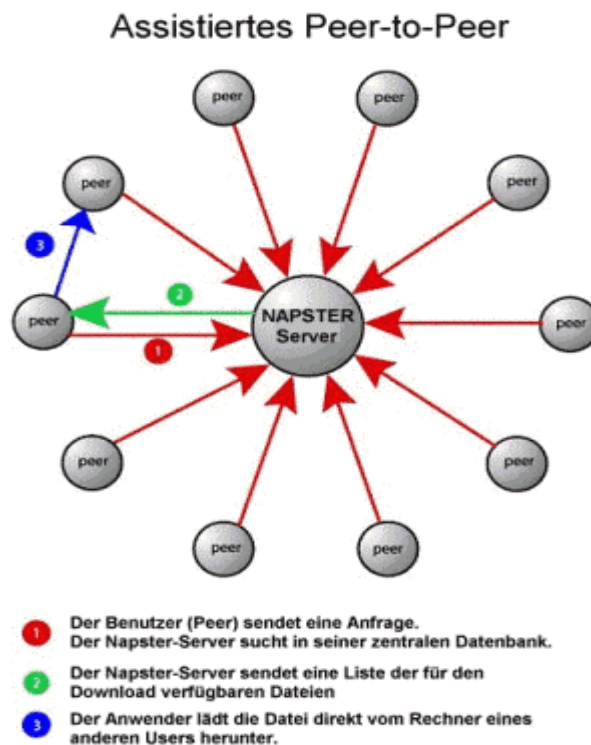 Assistiertes Peer-to-Peer
peer
peer
peer
peer
3
2
peer
NAPSTER
Server
peer
1
peer
peer
peer
peer
1 Der Benutzer (Peer) sendet eine Anfrage.
Der Napster-Server sucht in seiner zentralen Datenbank.
2 Der Napster-Server sendet eine Liste der für den
Download verfügbaren Dateien
3 Der Anwender lädt die Datei direkt vom Rechner eines
anderen Users herunter.